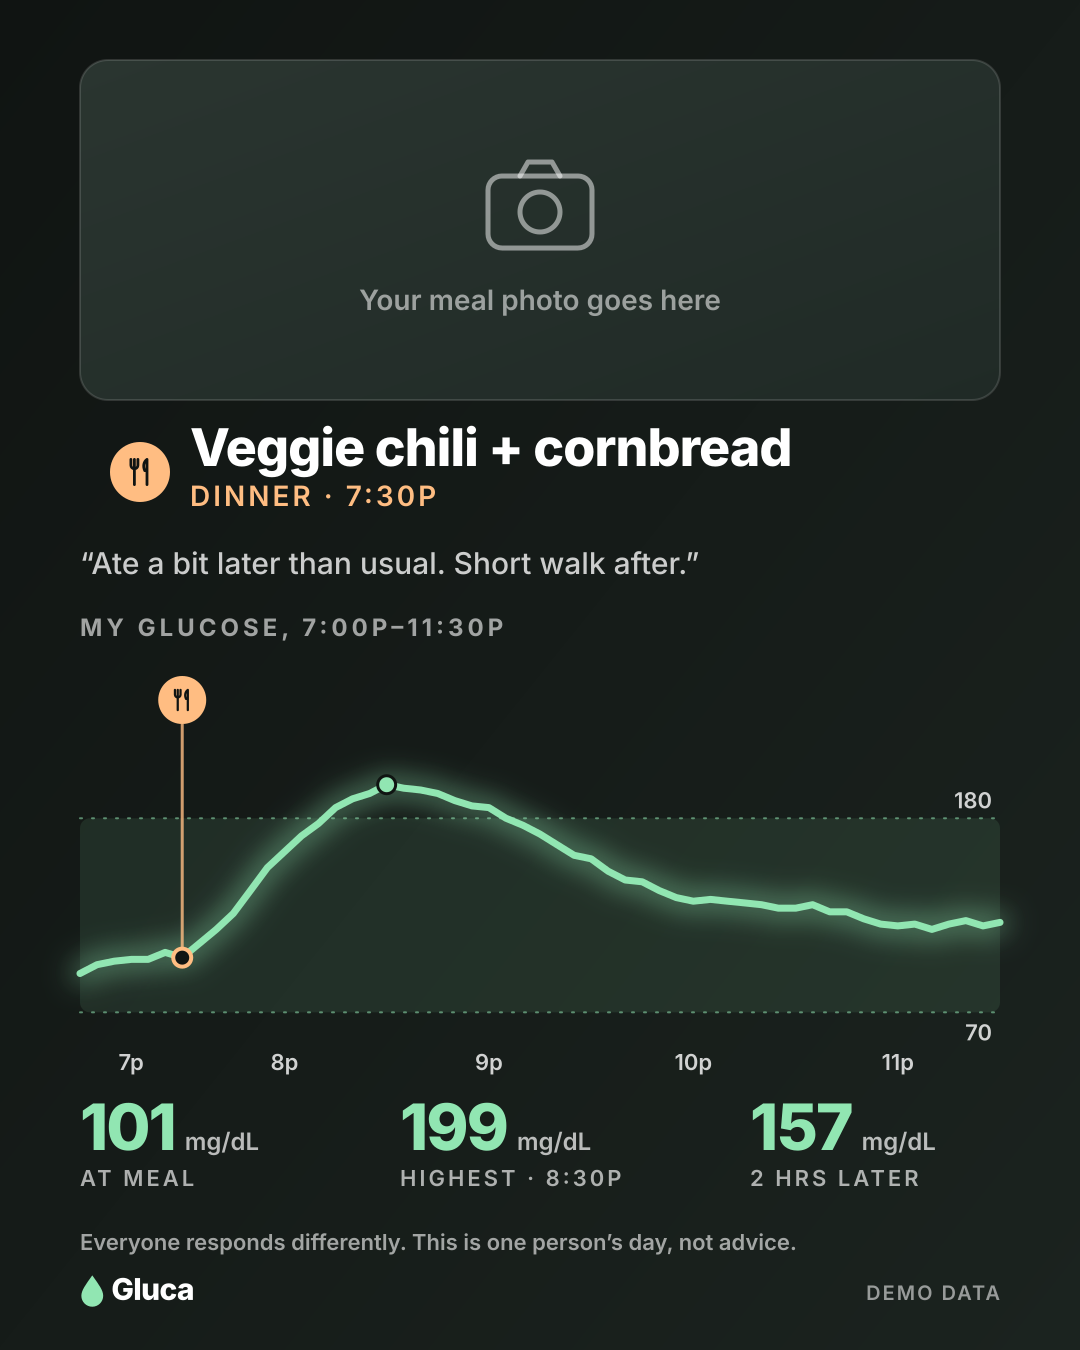 Your meal photo goes here
Veggie chili + cornbread
DINNER · 7:30P
“Ate a bit later than usual. Short walk after.”
MY GLUCOSE, 7:00P–11:30P
180
70
7p 8p 9p 10p 11p
101 mg/dL 199 mg/dL 157 mg/dL
AT MEAL HIGHEST · 8:30P 2 HRS LATER
Everyone responds differently. This is one person’s day, not advice.
Gluca DEMO DATA